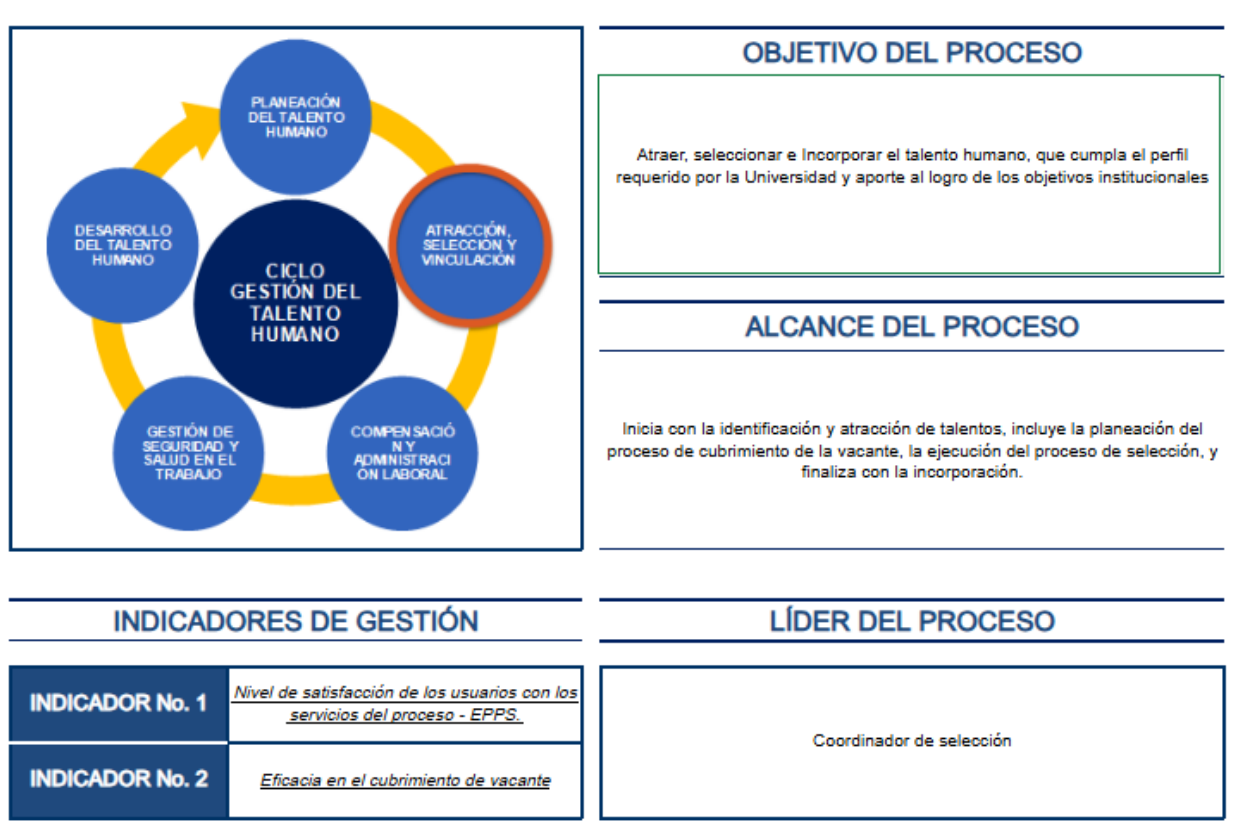 PLANEACIÓN
DEL TALENTO
HUMANO
ATRACCIÓN,
SELECCIÓN Y
VINCULACIÓN
COMPENSACIÓ
N Y
ADMINISTRACI
ÓN LABORAL
GESTIÓN DE
SEGURIDAD Y
SALUD EN EL
TRABAJO
DESARROLLO
DEL TALENTO
HUMANO
CICLO
GESTIÓN DEL
TALENTO
HUMANO
OBJETIVO DEL PROCESO
Atraer, seleccionar e Incorporar el talento humano, que cumpla el perfil
requerido por la Universidad y aporte al logro de los objetivos institucionales
ALCANCE DEL PROCESO
Inicia con la identificación y atracción de talentos, incluye la planeación del
proceso de cubrimiento de la vacante, la ejecución del proceso de selección, y
finaliza con la incorporación.
INDICADORES DE GESTIÓN
INDICADOR No. 1
Nivel de satisfacción de los usuarios con los
servicios del proceso - EPPS.
INDICADOR No. 2
Eficacia en el cubrimiento de vacante
LÍDER DEL PROCESO
Coordinador de selección